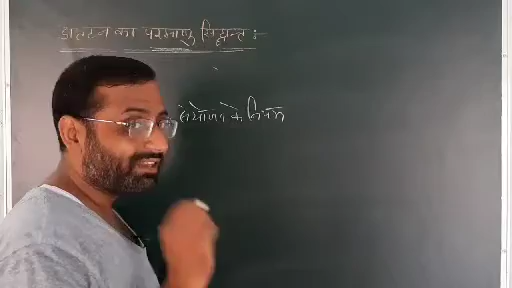 डाल्टन का परमाणु सिद्धान्त :-
संयोजन के नियम